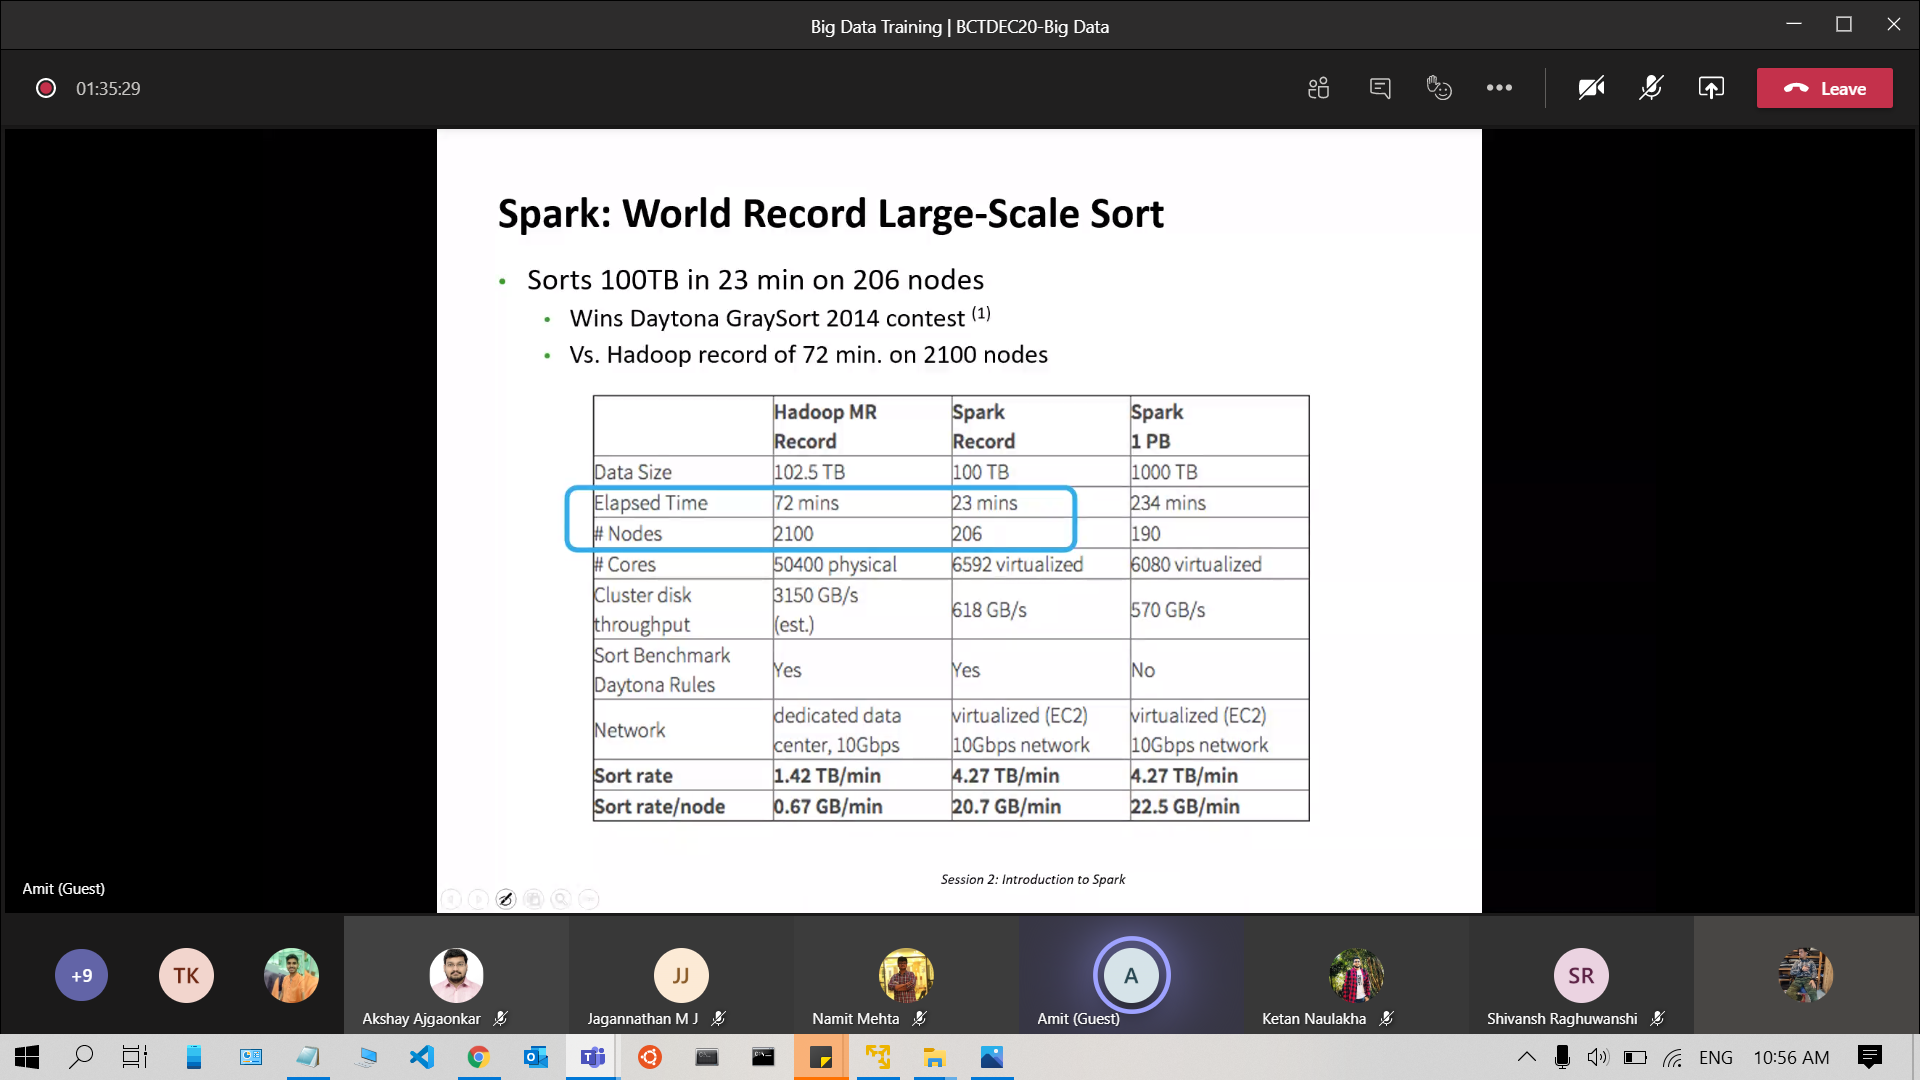 Big Data Training | BCTDEC20-Big Data
01:35:29
Leave
Spark: World Record Large-Scale Sort
• Sorts 100TB in 23 min on 206 nodes
• Wins Daytona GraySort 2014 contest (1)
• Vs. Hadoop record of 72 min. on 2100 nodes
Hadoop MR Record Spark Record Spark 1 PB
Data Size 102.5 TB 100 TB 1000 TB
Elapsed Time 72 mins 23 mins 234 mins
# Nodes 2100 206 190
# Cores 50400 physical 6592 virtualized 6080 virtualized
Cluster disk throughput 3150 GB/s (est.) 618 GB/s 570 GB/s
Sort Benchmark Daytona Rules Yes Yes No
Network dedicated data center, 10Gbps virtualized (EC2) 10Gbps network virtualized (EC2) 10Gbps network
Sort rate 1.42 TB/min 4.27 TB/min 4.27 TB/min
Sort rate/node 0.67 GB/min 20.7 GB/min 22.5 GB/min
Session 2: Introduction to Spark
Amit (Guest)
+9
TK
JJ
A
SR
Akshay Ajgaonkar
Jagannathan M J
Namit Mehta
Amit (Guest)
Ketan Naulakha
Shivansh Raghuwanshi
ENG
10:56 AM